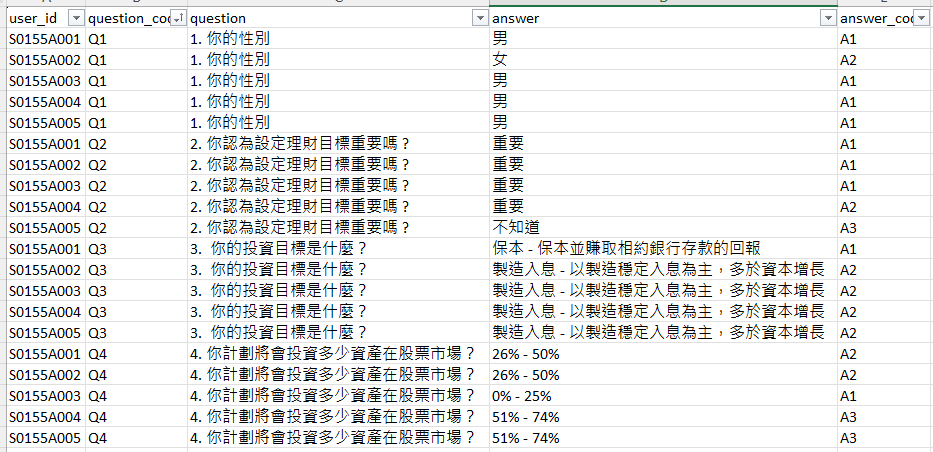 user_id question_co question answer answer_co
S0155A001 Q1 1. 你的性別 男 A1
S0155A002 Q1 1. 你的性別 女 A2
S0155A003 Q1 1. 你的性別 男 A1
S0155A004 Q1 1. 你的性別 男 A1
S0155A005 Q1 1. 你的性別 男 A1
S0155A001 Q2 2. 你認為設定理財目標重要嗎？ 重要 A1
S0155A002 Q2 2. 你認為設定理財目標重要嗎？ 重要 A1
S0155A003 Q2 2. 你認為設定理財目標重要嗎？ 重要 A1
S0155A004 Q2 2. 你認為設定理財目標重要嗎？ 重要 A2
S0155A005 Q2 2. 你認為設定理財目標重要嗎？ 不知道 A3
S0155A001 Q3 3. 你的投資目標是什麼？ 保本 - 保本並賺取相約銀行存款的回報 A1
S0155A002 Q3 3. 你的投資目標是什麼？ 製造入息 - 以製造穩定入息為主，多於資本增長 A2
S0155A003 Q3 3. 你的投資目標是什麼？ 製造入息 - 以製造穩定入息為主，多於資本增長 A2
S0155A004 Q3 3. 你的投資目標是什麼？ 製造入息 - 以製造穩定入息為主，多於資本增長 A2
S0155A005 Q3 3. 你的投資目標是什麼？ 製造入息 - 以製造穩定入息為主，多於資本增長 A2
S0155A001 Q4 4. 你計劃將會投資多少資產在股票市場？ 26% - 50% A2
S0155A002 Q4 4. 你計劃將會投資多少資產在股票市場？ 26% - 50% A2
S0155A003 Q4 4. 你計劃將會投資多少資產在股票市場？ 0% - 25% A1
S0155A004 Q4 4. 你計劃將會投資多少資產在股票市場？ 51% - 74% A3
S0155A005 Q4 4. 你計劃將會投資多少資產在股票市場？ 51% - 74% A3